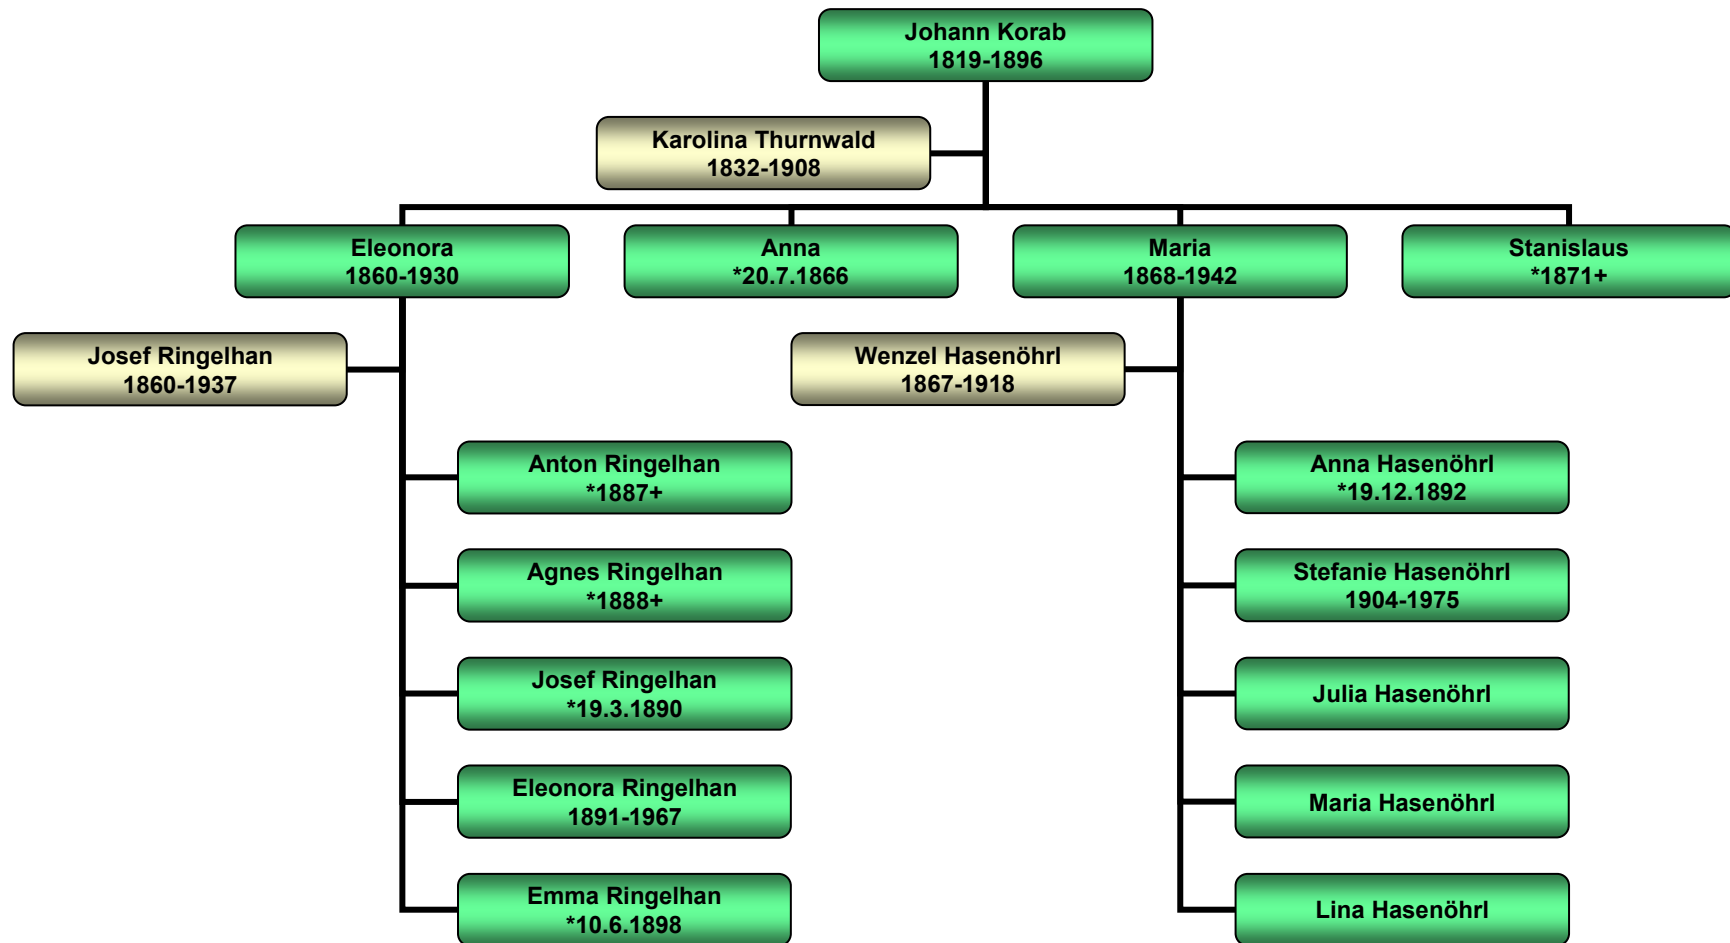 Johann Korab
1819-1896
Karolina Thurnwald
1832-1908
Eleonora
1860-1930
Anna
*20.7.1866
Maria
1868-1942
Stanislaus
*1871+
Josef Ringelhan
1860-1937
Wenzel Hasenöhrl
1867-1918
Anton Ringelhan
*1887+
Agnes Ringelhan
*1888+
Josef Ringelhan
*19.3.1890
Eleonora Ringelhan
1891-1967
Emma Ringelhan
*10.6.1898
Anna Hasenöhrl
*19.12.1892
Stefanie Hasenöhrl
1904-1975
Julia Hasenöhrl
Maria Hasenöhrl
Lina Hasenöhrl